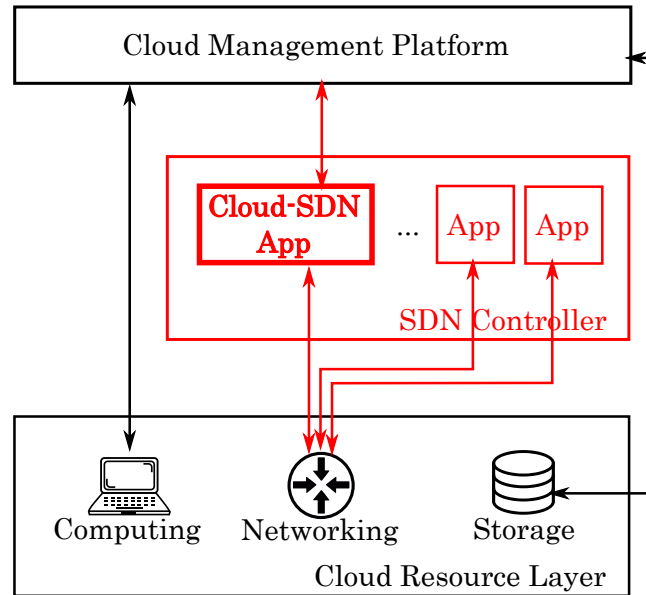 Cloud Management Platform
Cloud-SDN
App
...
App
App
SDN Controller
Computing
Networking
Storage
Cloud Resource Layer